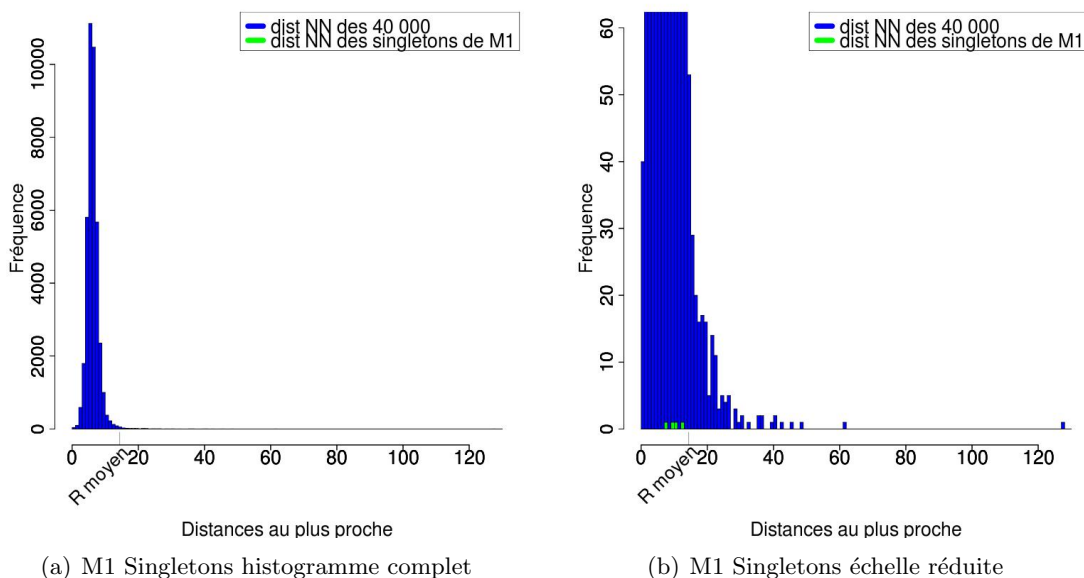 dist NN des 40 000
dist NN des singletons de M1
Fréquence
10000
8000
6000
4000
2000
0
0
20
40
60
80
100
120
R moyen
Distances au plus proche
(a) M1 Singletons histogramme complet
dist NN des 40 000
dist NN des singletons de M1
Fréquence
60
50
40
30
20
10
0
0
20
40
60
80
100
120
R moyen
Distances au plus proche
(b) M1 Singletons échelle réduite